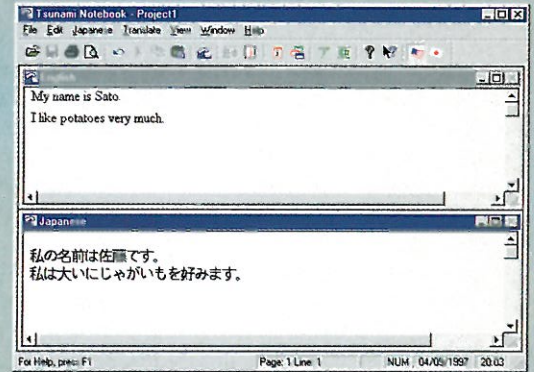 Tsunami Notebook - Project1
File Edit Japanese Translate View Window Help
English
My name is Sato.
I like potatoes very much.
Japanese
私の名前は佐藤です。
私は大いにじゃがいもを好みます。
For Help, press F1 Page: 1 Line: 1 NUM 04/09/1997 20:03